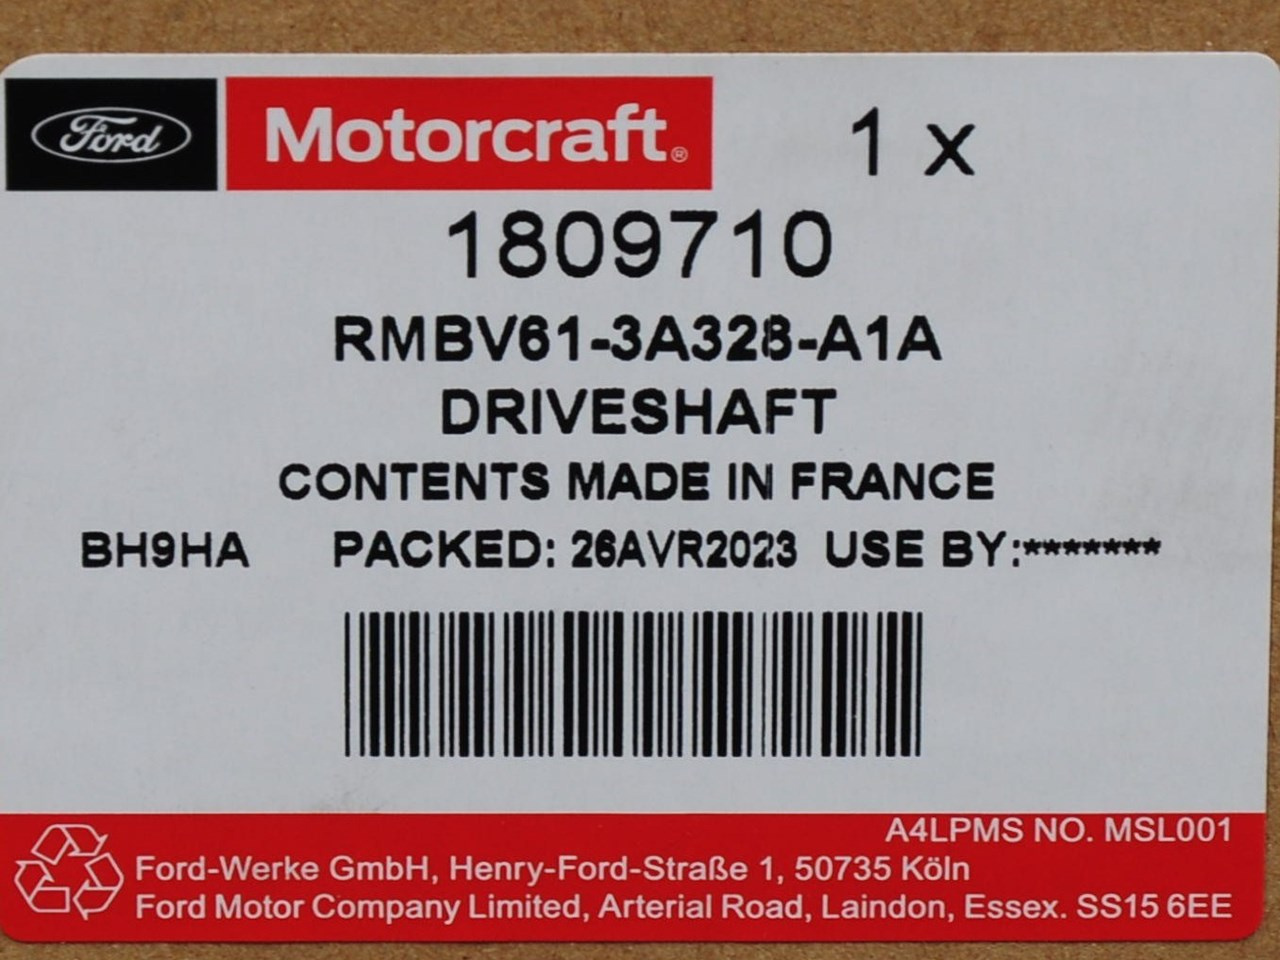 Ford Motorcraft® 1 x
1809710
RMBV61-3A328-A1A
DRIVESHAFT
CONTENTS MADE IN FRANCE
BH9HA PACKED: 26AVR2023 USE BY:*******
A4LPMS NO. MSL001
Ford-Werke GmbH, Henry-Ford-Straße 1, 50735 Köln
Ford Motor Company Limited, Arterial Road, Laindon, Essex. SS15 6EE